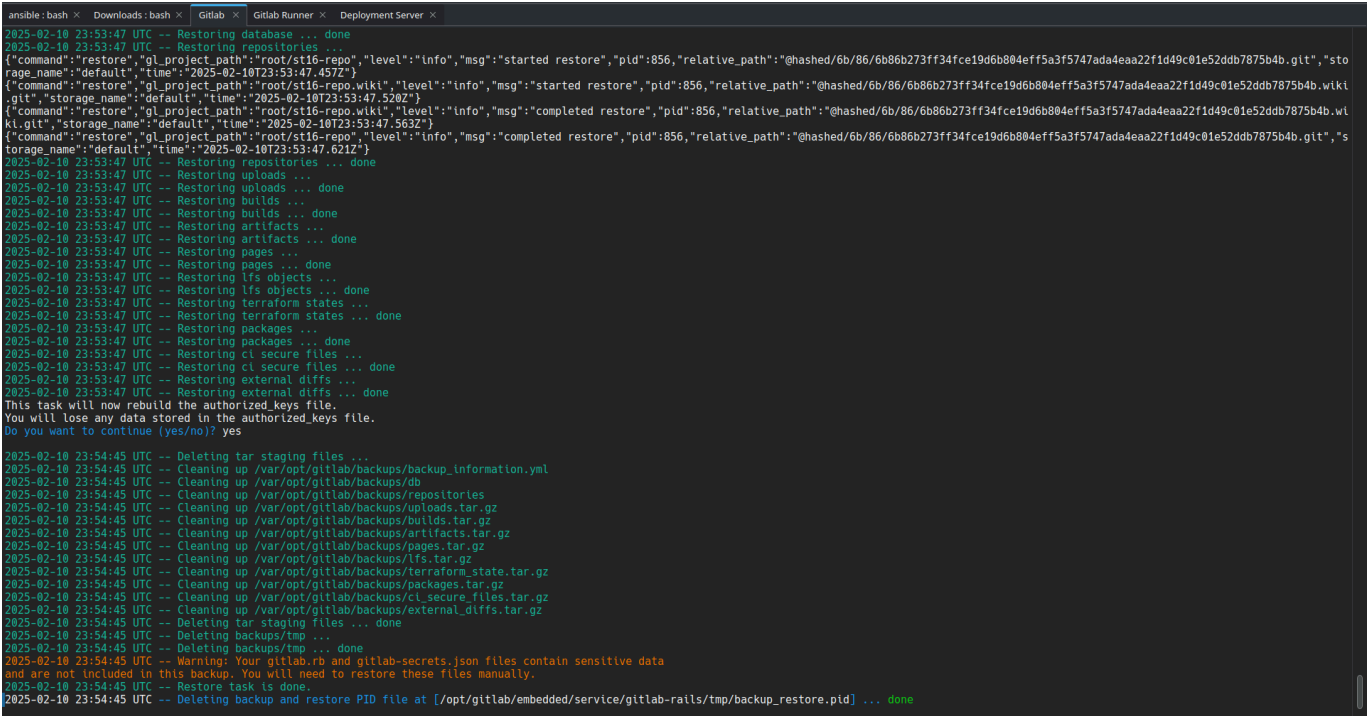 ansible : bash × Downloads : bash × Gitlab × Gitlab Runner × Deployment Server ×
2025-02-10 23:53:47 UTC -- Restoring database ... done
2025-02-10 23:53:47 UTC -- Restoring repositories ...
{"command":"restore","gl_project_path":"root/st16-repo","level":"info","msg":"started restore","pid":856,"relative_path":"@hashed/6b/86/6b86b273ff34fce19d6b804eff5a3f5747ada4eaa22f1d49c01e52ddb7875b4b.git","sto
rage_name":"default","time":"2025-02-10T23:53:47.457Z"}
{"command":"restore","gl_project_path":"root/st16-repo.wiki","level":"info","msg":"started restore","pid":856,"relative_path":"@hashed/6b/86/6b86b273ff34fce19d6b804eff5a3f5747ada4eaa22f1d49c01e52ddb7875b4b.wiki
.git","storage_name":"default","time":"2025-02-10T23:53:47.520Z"}
{"command":"restore","gl_project_path":"root/st16-repo.wiki","level":"info","msg":"completed restore","pid":856,"relative_path":"@hashed/6b/86/6b86b273ff34fce19d6b804eff5a3f5747ada4eaa22f1d49c01e52ddb7875b4b.wi
ki.git","storage_name":"default","time":"2025-02-10T23:53:47.563Z"}
{"command":"restore","gl_project_path":"root/st16-repo","level":"info","msg":"completed restore","pid":856,"relative_path":"@hashed/6b/86/6b86b273ff34fce19d6b804eff5a3f5747ada4eaa22f1d49c01e52ddb7875b4b.git","s
torage_name":"default","time":"2025-02-10T23:53:47.621Z"}
2025-02-10 23:53:47 UTC -- Restoring repositories ... done
2025-02-10 23:53:47 UTC -- Restoring uploads ...
2025-02-10 23:53:47 UTC -- Restoring uploads ... done
2025-02-10 23:53:47 UTC -- Restoring builds ...
2025-02-10 23:53:47 UTC -- Restoring builds ... done
2025-02-10 23:53:47 UTC -- Restoring artifacts ...
2025-02-10 23:53:47 UTC -- Restoring artifacts ... done
2025-02-10 23:53:47 UTC -- Restoring pages ...
2025-02-10 23:53:47 UTC -- Restoring pages ... done
2025-02-10 23:53:47 UTC -- Restoring lfs objects ...
2025-02-10 23:53:47 UTC -- Restoring lfs objects ... done
2025-02-10 23:53:47 UTC -- Restoring terraform states ...
2025-02-10 23:53:47 UTC -- Restoring terraform states ... done
2025-02-10 23:53:47 UTC -- Restoring packages ...
2025-02-10 23:53:47 UTC -- Restoring packages ... done
2025-02-10 23:53:47 UTC -- Restoring ci secure files ...
2025-02-10 23:53:47 UTC -- Restoring ci secure files ... done
2025-02-10 23:53:47 UTC -- Restoring external diffs ...
2025-02-10 23:53:47 UTC -- Restoring external diffs ... done
This task will now rebuild the authorized_keys file.
You will lose any data stored in the authorized_keys file.
Do you want to continue (yes/no)? yes
2025-02-10 23:54:45 UTC -- Deleting tar staging files ...
2025-02-10 23:54:45 UTC -- Cleaning up /var/opt/gitlab/backups/backup_information.yml
2025-02-10 23:54:45 UTC -- Cleaning up /var/opt/gitlab/backups/db
2025-02-10 23:54:45 UTC -- Cleaning up /var/opt/gitlab/backups/repositories
2025-02-10 23:54:45 UTC -- Cleaning up /var/opt/gitlab/backups/uploads.tar.gz
2025-02-10 23:54:45 UTC -- Cleaning up /var/opt/gitlab/backups/builds.tar.gz
2025-02-10 23:54:45 UTC -- Cleaning up /var/opt/gitlab/backups/artifacts.tar.gz
2025-02-10 23:54:45 UTC -- Cleaning up /var/opt/gitlab/backups/pages.tar.gz
2025-02-10 23:54:45 UTC -- Cleaning up /var/opt/gitlab/backups/lfs.tar.gz
2025-02-10 23:54:45 UTC -- Cleaning up /var/opt/gitlab/backups/terraform_state.tar.gz
2025-02-10 23:54:45 UTC -- Cleaning up /var/opt/gitlab/backups/packages.tar.gz
2025-02-10 23:54:45 UTC -- Cleaning up /var/opt/gitlab/backups/ci_secure_files.tar.gz
2025-02-10 23:54:45 UTC -- Cleaning up /var/opt/gitlab/backups/external_diffs.tar.gz
2025-02-10 23:54:45 UTC -- Deleting tar staging files ... done
2025-02-10 23:54:45 UTC -- Deleting backups/tmp ...
2025-02-10 23:54:45 UTC -- Deleting backups/tmp ... done
2025-02-10 23:54:45 UTC -- Warning: Your gitlab.rb and gitlab-secrets.json files contain sensitive data
and are not included in this backup. You will need to restore these files manually.
2025-02-10 23:54:45 UTC -- Restore task is done.
2025-02-10 23:54:45 UTC -- Deleting backup and restore PID file at [/opt/gitlab/embedded/service/gitlab-rails/tmp/backup_restore.pid] ... done